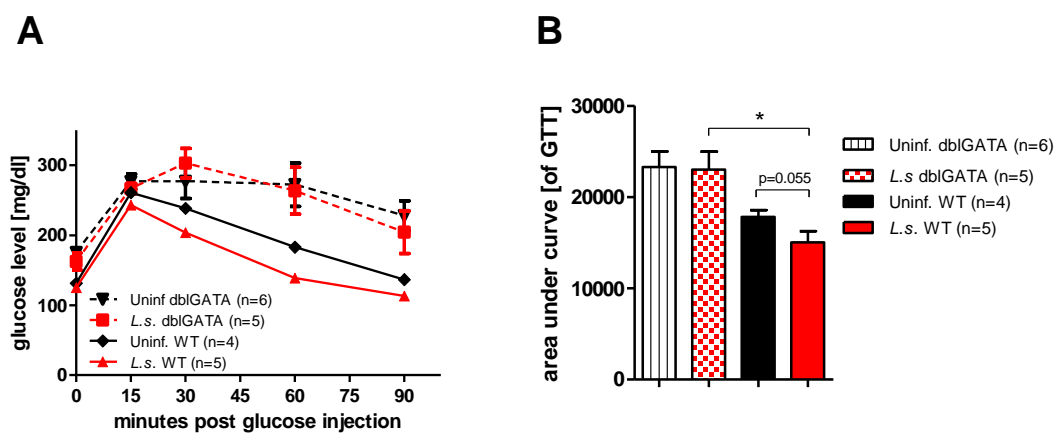 A
glucose level [mg/dl]
300
200
100
0
0 15 30 45 60 75 90
minutes post glucose injection
Uninf dblGATA (n=6)
L.s. dblGATA (n=5)
Uninf. WT (n=4)
L.s. WT (n=5)
B
area under curve [of GTT]
30000
20000
10000
0
*
p=0.055
Uninf. dblGATA (n=6)
L.s dblGATA (n=5)
Uninf. WT (n=4)
L.s. WT (n=5)